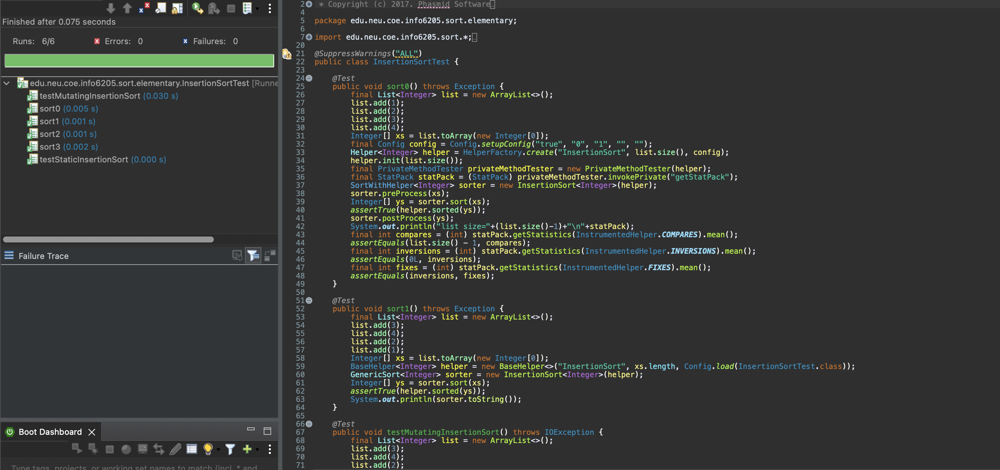 Finished after 0.075 seconds
Runs: 6/6 Errors: 0 Failures: 0
edu.neu.coe.info6205.sort.elementary.InsertionSortTest [Runne
testMutatingInsertionSort (0.030 s)
sort0 (0.005 s)
sort1 (0.001 s)
sort2 (0.001 s)
sort3 (0.002 s)
testStaticInsertionSort (0.000 s)
Failure Trace
Boot Dashboard
Type tags, projects, or working set names to match (incl. * and
2 * Copyright (c) 2017. Phasmid Software
4
5 package edu.neu.coe.info6205.sort.elementary;
6
7 import edu.neu.coe.info6205.sort.*;
20
21 @SuppressWarnings("ALL")
22 public class InsertionSortTest {
23
24     @Test
25     public void sort0() throws Exception {
26         final List<Integer> list = new ArrayList<>();
27         list.add(1);
28         list.add(2);
29         list.add(3);
30         list.add(4);
31         Integer[] xs = list.toArray(new Integer[0]);
32         final Config config = Config.setupConfig("true", "0", "1", "", "");
33         Helper<Integer> helper = HelperFactory.create("InsertionSort", list.size(), config);
34         helper.init(list.size());
35         final PrivateMethodTester privateMethodTester = new PrivateMethodTester(helper);
36         final StatPack statPack = (StatPack) privateMethodTester.invokePrivate("getStatPack");
37         SortWithHelper<Integer> sorter = new InsertionSort<Integer>(helper);
38         sorter.preProcess(xs);
39         Integer[] ys = sorter.sort(xs);
40         assertTrue(helper.sorted(ys));
41         sorter.postProcess(ys);
42         System.out.println("list size="+(list.size()-1)+"\n"+statPack);
43         final int compares = (int) statPack.getStatistics(InstrumentedHelper.COMPARES).mean();
44         assertEquals(list.size() - 1, compares);
45         final int inversions = (int) statPack.getStatistics(InstrumentedHelper.INVERSIONS).mean();
46         assertEquals(0L, inversions);
47         final int fixes = (int) statPack.getStatistics(InstrumentedHelper.FIXES).mean();
48         assertEquals(inversions, fixes);
49     }
50
51     @Test
52     public void sort1() throws Exception {
53         final List<Integer> list = new ArrayList<>();
54         list.add(3);
55         list.add(4);
56         list.add(2);
57         list.add(1);
58         Integer[] xs = list.toArray(new Integer[0]);
59         BaseHelper<Integer> helper = new BaseHelper<>("InsertionSort", xs.length, Config.load(InsertionSortTest.class));
60         GenericSort<Integer> sorter = new InsertionSort<Integer>(helper);
61         Integer[] ys = sorter.sort(xs);
62         assertTrue(helper.sorted(ys));
63         System.out.println(sorter.toString());
64     }
65
66     @Test
67     public void testMutatingInsertionSort() throws IOException {
68         final List<Integer> list = new ArrayList<>();
69         list.add(3);
70         list.add(4);
71         list.add(2);